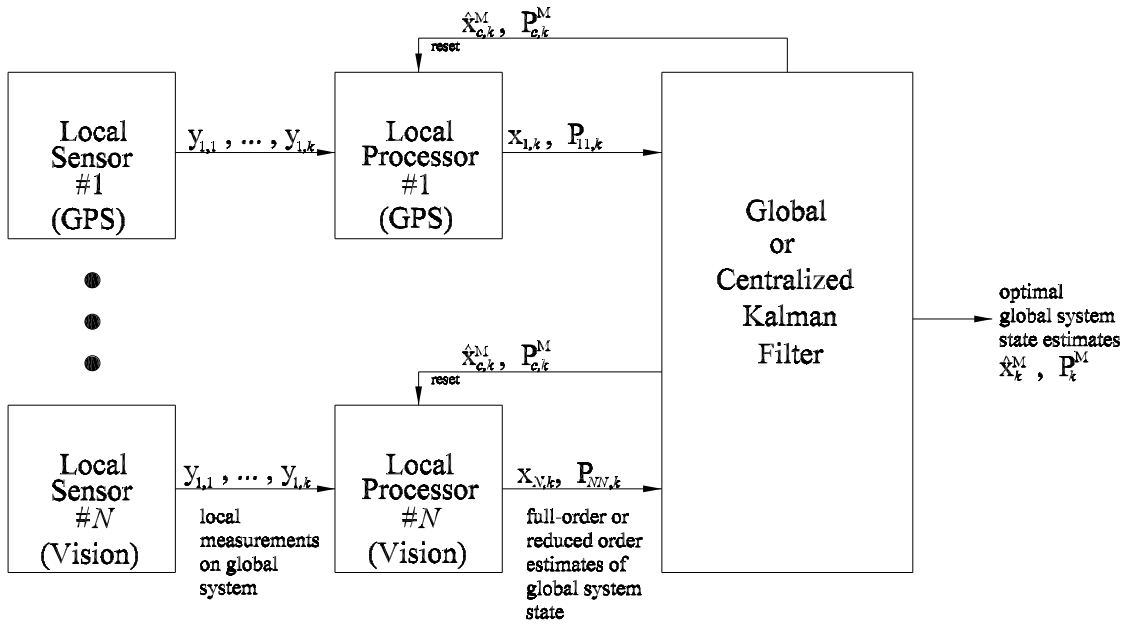 x̂ᴹc,k , Pᴹc,k
reset
Local
Sensor
#1
(GPS)
y1,1 , ... , y1,k
Local
Processor
#1
(GPS)
x1,k, P11,k
Global
or
Centralized
Kalman
Filter
optimal
global system
state estimates
x̂ᴹk , Pᴹk
x̂ᴹc,k , Pᴹc,k
reset
Local
Sensor
#N
(Vision)
y1,1 , ... , y1,k
local
measurements
on global
system
Local
Processor
#N
(Vision)
xN,k, PNN,k
full-order or
reduced order
estimates of
global system
state